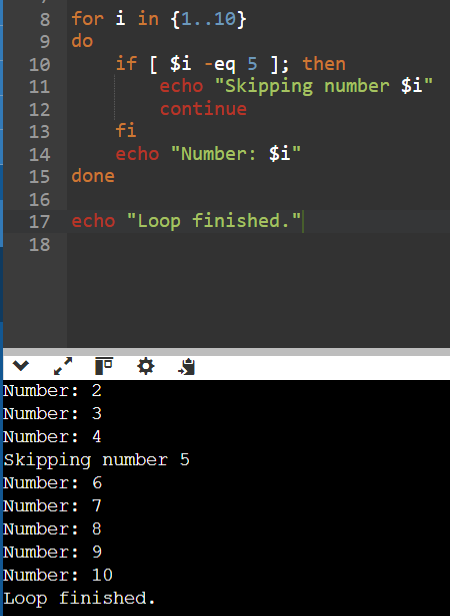 8 for i in {1..10}
9 do
10     if [ $i -eq 5 ]; then
11         echo "Skipping number $i"
12         continue
13     fi
14     echo "Number: $i"
15 done
16
17 echo "Loop finished."
18
Number: 2
Number: 3
Number: 4
Skipping number 5
Number: 6
Number: 7
Number: 8
Number: 9
Number: 10
Loop finished.